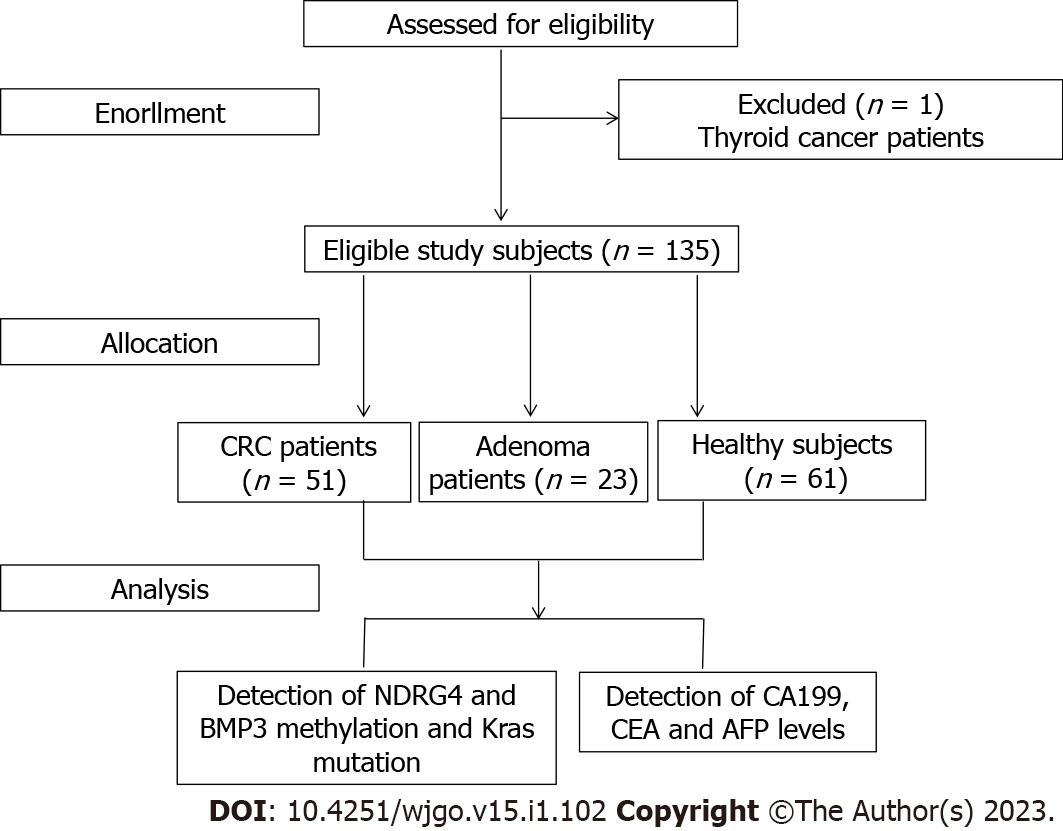 Assessed for eligibility
Enorllment
Excluded (n = 1)
Thyroid cancer patients
Eligible study subjects (n = 135)
Allocation
CRC patients
(n = 51)
Adenoma
patients (n = 23)
Healthy subjects
(n = 61)
Analysis
Detection of NDRG4 and
BMP3 methylation and Kras
mutation
Detection of CA199,
CEA and AFP levels
DOI: 10.4251/wjgo.v15.i1.102 Copyright ©The Author(s) 2023.